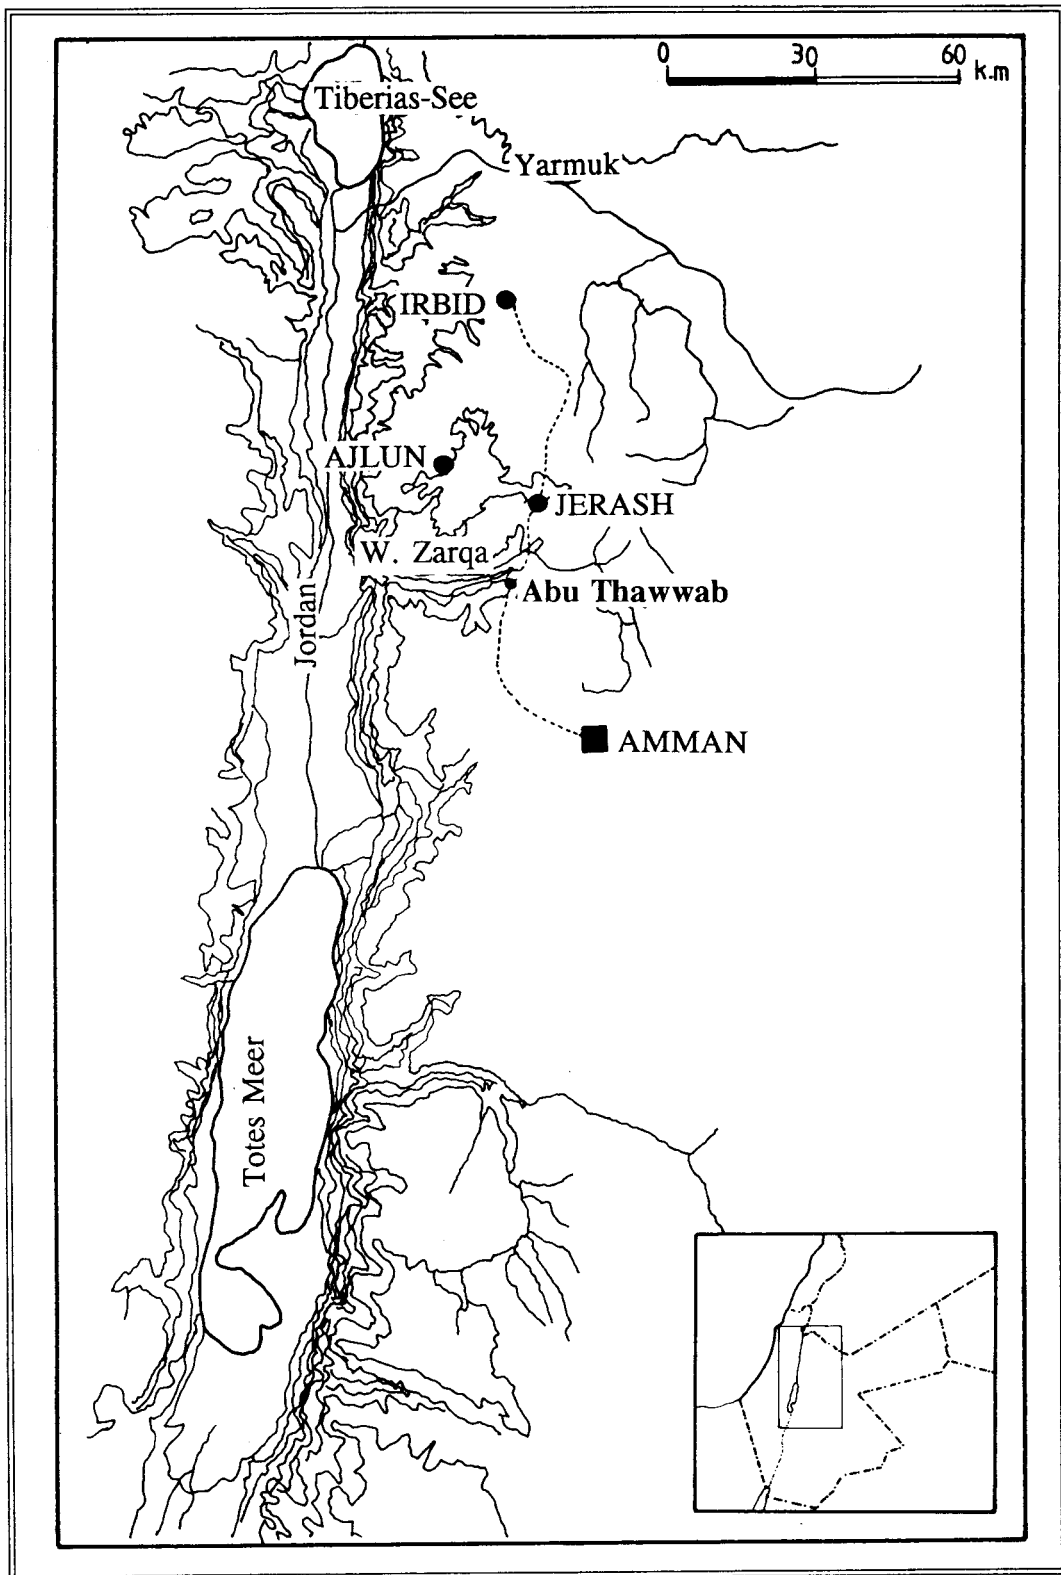 0 30 60 k.m
Tiberias-See
Yarmuk
IRBID
AJLUN
JERASH
W. Zarqa
Abu Thawwab
Jordan
AMMAN
Totes Meer